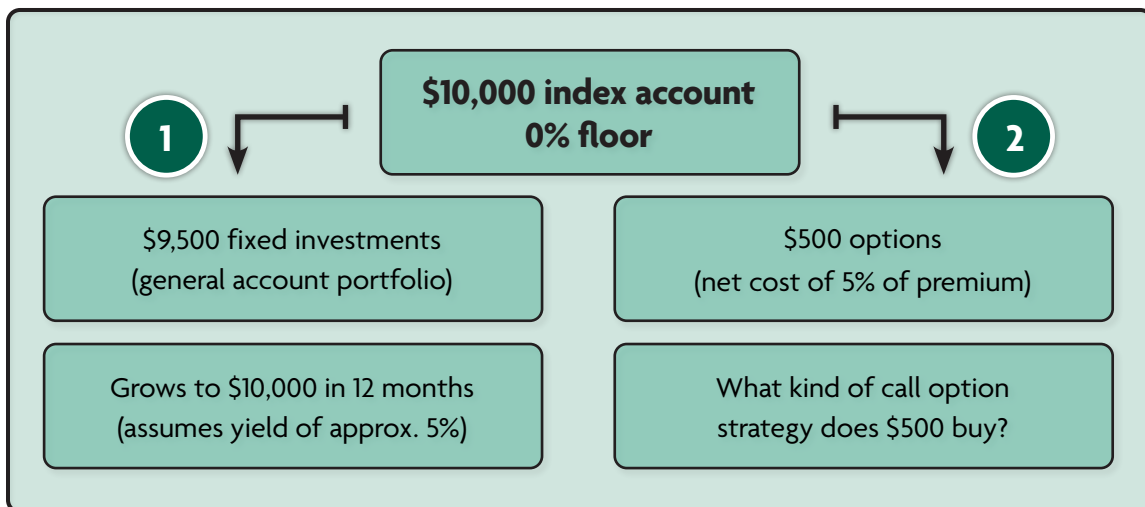 $10,000 index account
0% floor
1
2
$9,500 fixed investments
(general account portfolio)
$500 options
(net cost of 5% of premium)
Grows to $10,000 in 12 months
(assumes yield of approx. 5%)
What kind of call option
strategy does $500 buy?